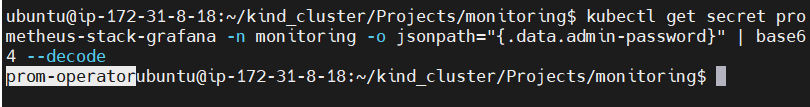 ubuntu@ip-172-31-8-18:~/kind_cluster/Projects/monitoring$ kubectl get secret pro
metheus-stack-grafana -n monitoring -o jsonpath="{.data.admin-password}" | base6
4 --decode
prom-operatorubuntu@ip-172-31-8-18:~/kind_cluster/Projects/monitoring$